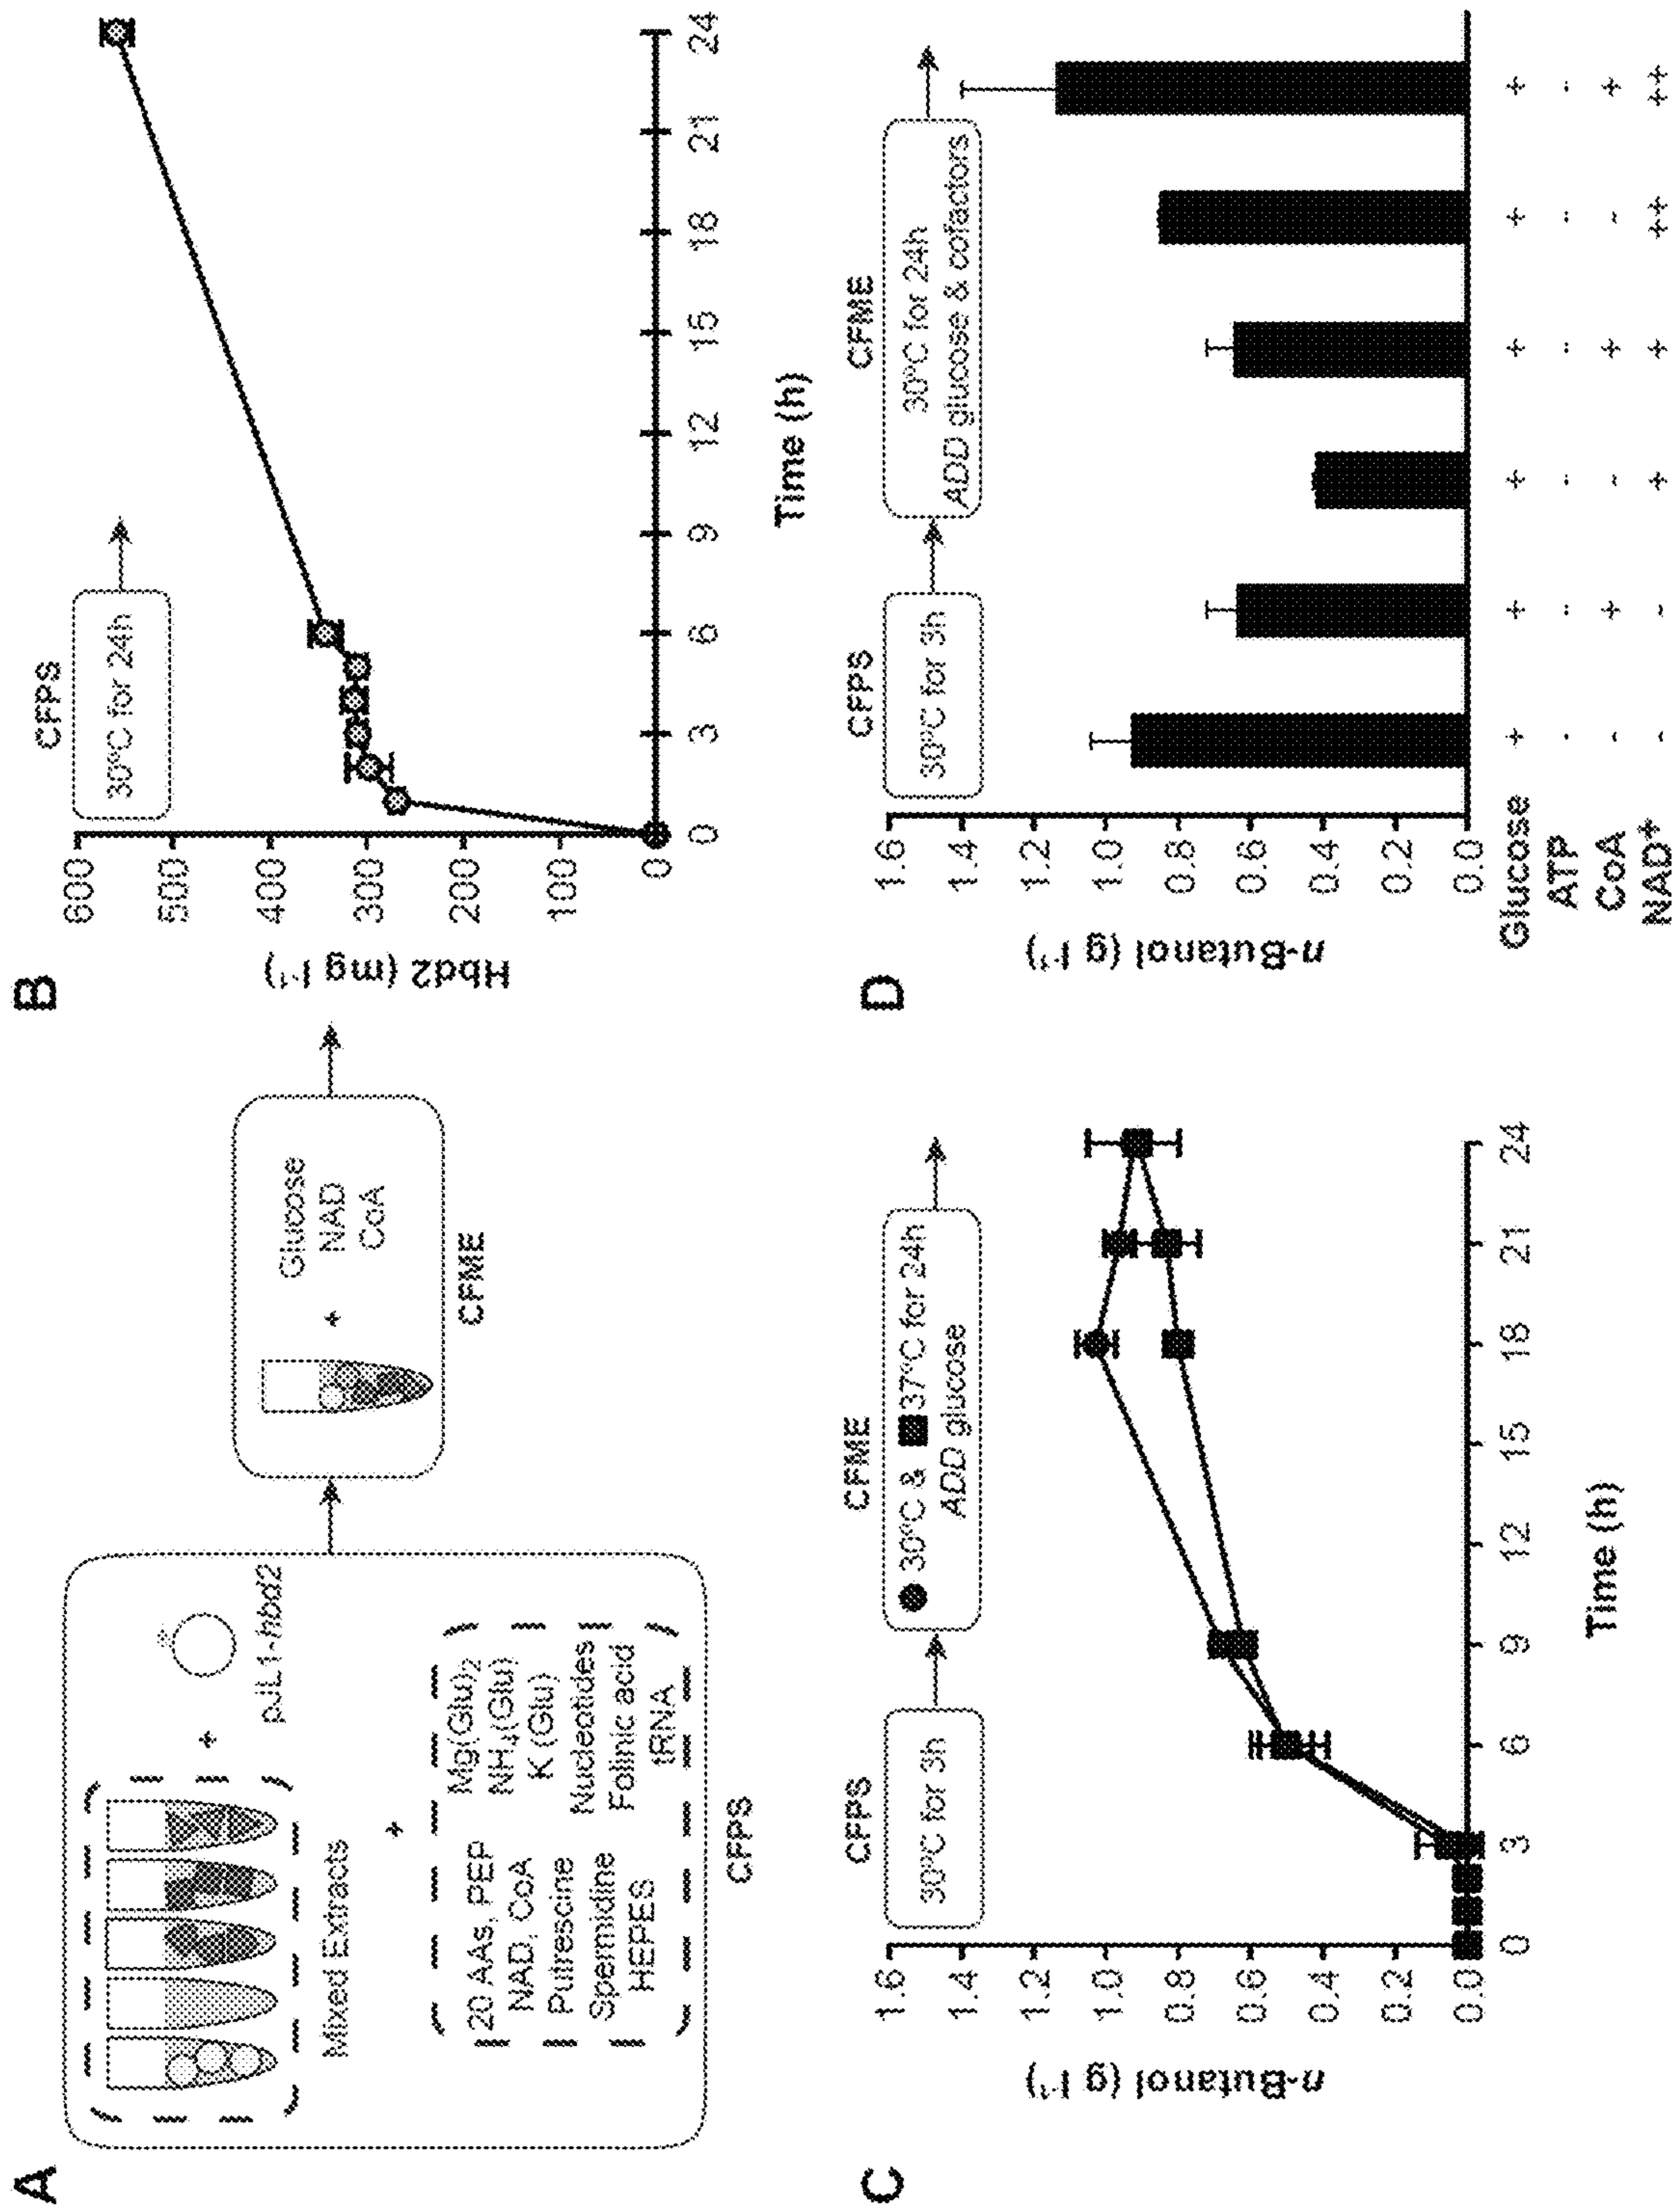 A
Mixed Extracts
+
pJL1-hbd2
+
20 AAs, PEP
NAD, CoA
Putrescine
Spermidine
HEPES
Mg(Glu)2
NH4(Glu)
K (Glu)
Nucleotides
Folinic acid
tRNA
CFPS
+
Glucose
NAD
CoA
CFME
B
CFPS
30ºC for 24h
Hbd2 (mg l-1)
600
500
400
300
200
100
0
0 3 6 9 12 15 18 21 24
Time (h)
C
CFPS
30ºC for 3h
CFME
30ºC & 37ºC for 24h
ADD glucose
n-Butanol (g l-1)
1.6
1.4
1.2
1.0
0.8
0.6
0.4
0.2
0.0
0 3 6 9 12 15 18 21 24
Time (h)
D
CFPS
30ºC for 3h
CFME
30ºC for 24h
ADD glucose & cofactors
n-Butanol (g l-1)
1.6
1.4
1.2
1.0
0.8
0.6
0.4
0.2
0.0
Glucose + + + + + +
ATP - - - - - -
CoA - + - + - +
NAD+ - - + + ++ ++